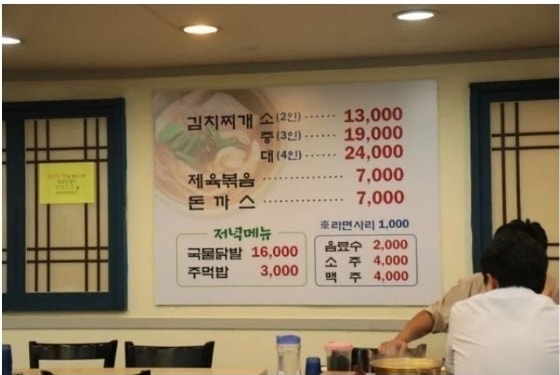 김치찌개 소(2인) ...... 13,000
중(3인) ...... 19,000
대(4인) ...... 24,000
제육볶음 ............ 7,000
돈 까 스 ............ 7,000
※라면사리 1,000
저녁메뉴
국물닭발 16,000
주먹밥 3,000
음료수 2,000
소 주 4,000
맥 주 4,000